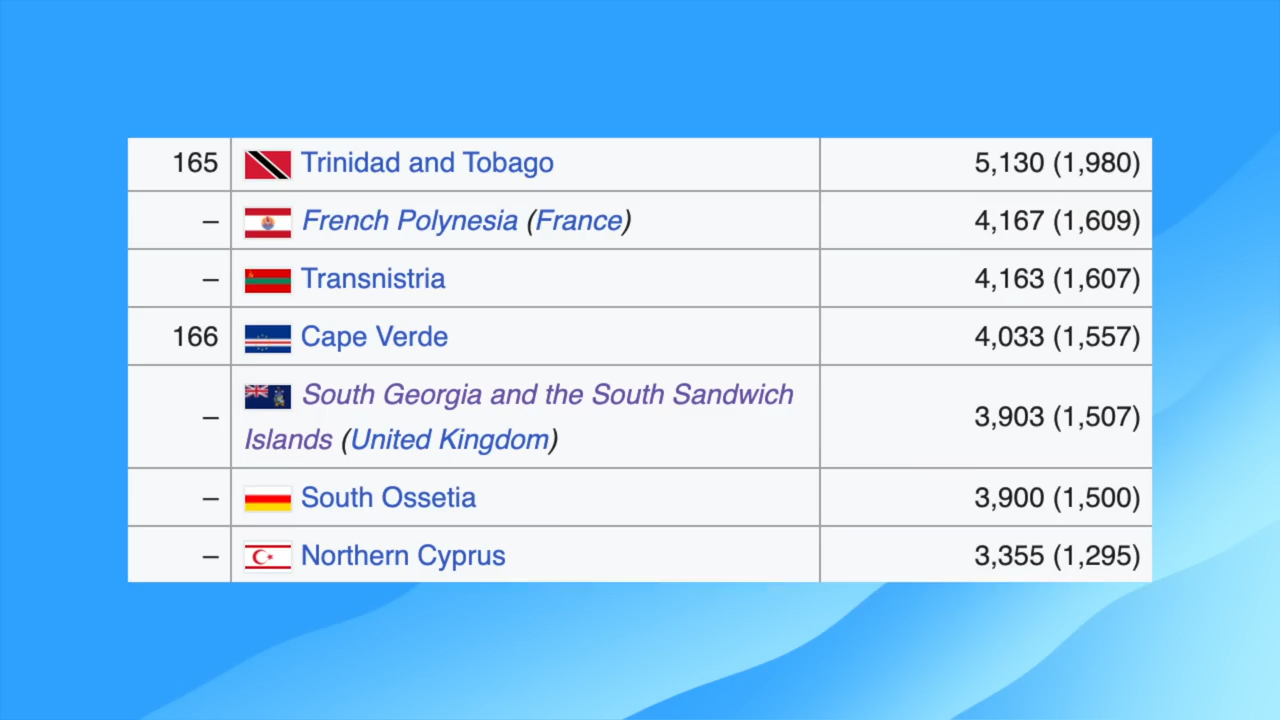 165 Trinidad and Tobago 5,130 (1,980)
– French Polynesia (France) 4,167 (1,609)
– Transnistria 4,163 (1,607)
166 Cape Verde 4,033 (1,557)
– South Georgia and the South Sandwich
Islands (United Kingdom) 3,903 (1,507)
– South Ossetia 3,900 (1,500)
– Northern Cyprus 3,355 (1,295)